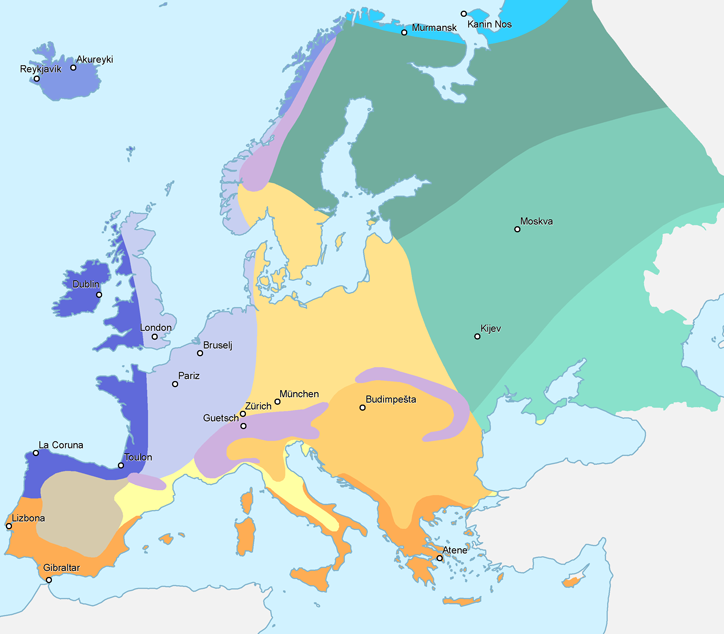 Murmansk
Kanin Nos
Akureyki
Reykjavik
Moskva
Dublin
London
Kijev
Bruselj
Pariz
München
Zürich
Budimpešta
Guetsch
La Coruna
Toulon
Lizbona
Atene
Gibraltar